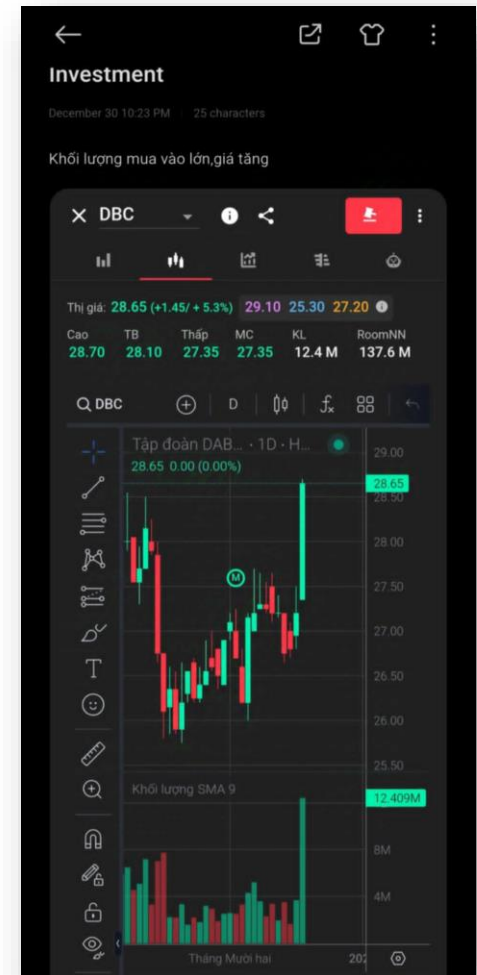 Investment
December 30 10:23 PM 25 characters
Khối lượng mua vào lớn,giá tăng
DBC
Thị giá: 28.65 (+1.45/ + 5.3%) 29.10 25.30 27.20
Cao TB Thấp MC KL RoomNN
28.70 28.10 27.35 27.35 12.4 M 137.6 M
DBC D fx
Tập đoàn DAB... · 1D · H...
28.65 0.00 (0.00%)
29.00
28.65
28.50
28.00
M
27.50
27.00
T
26.50
26.00
25.50
Khối lượng SMA 9
12.409M
8M
4M
Tháng Mười hai 202